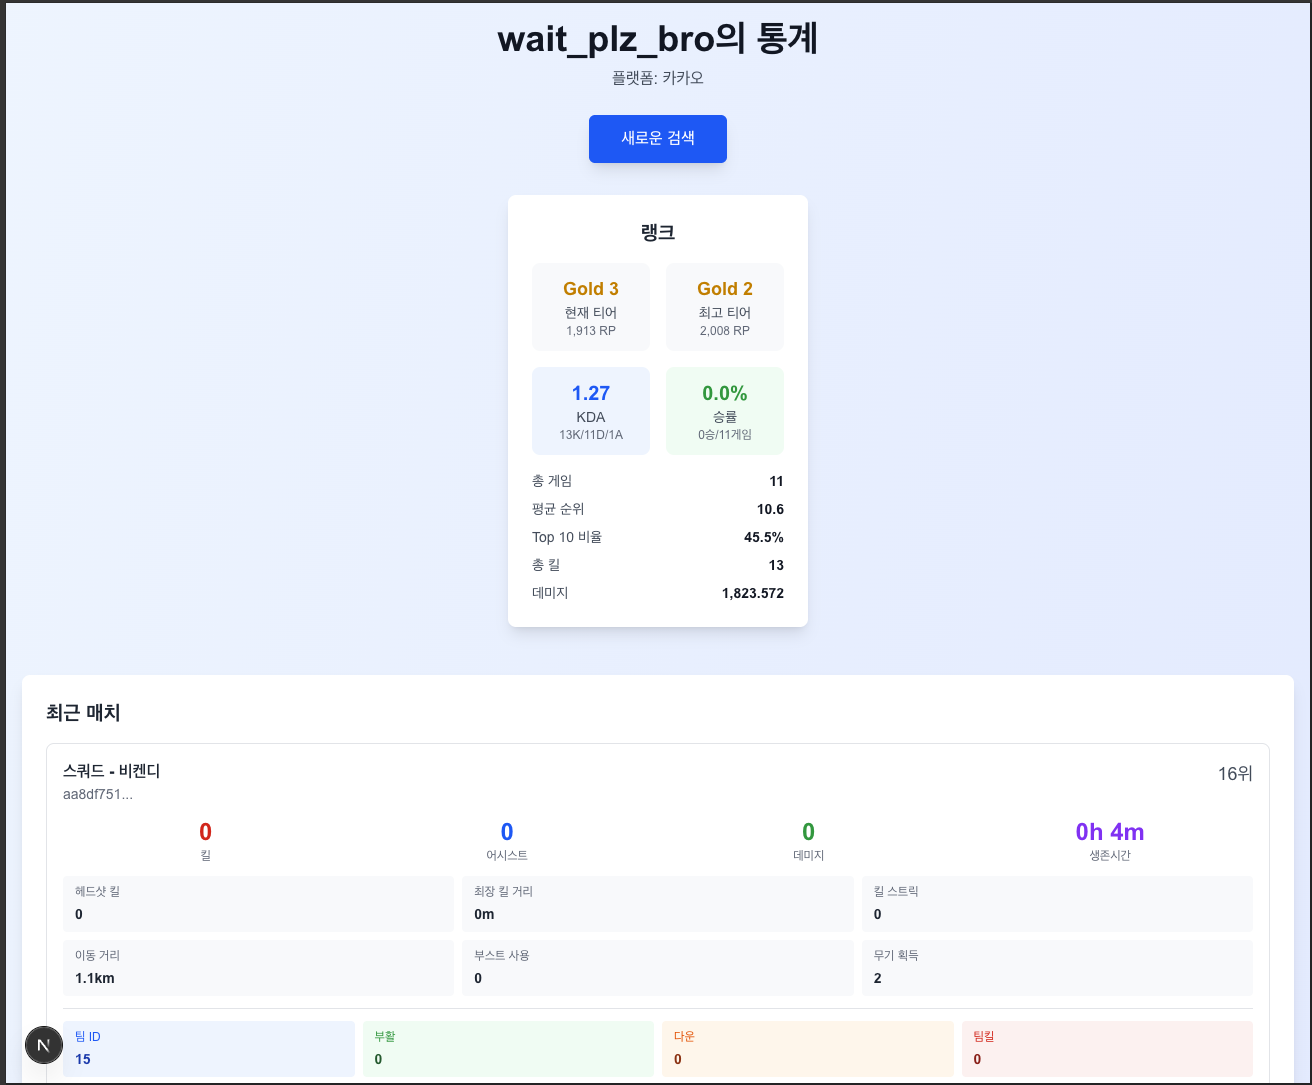 wait_plz_bro의 통계
플랫폼: 카카오
새로운 검색
랭크
Gold 3
현재 티어
1,913 RP
Gold 2
최고 티어
2,008 RP
1.27
KDA
13K/11D/1A
0.0%
승률
0승/11게임
총 게임 11
평균 순위 10.6
Top 10 비율 45.5%
총 킬 13
데미지 1,823.572
최근 매치
스쿼드 - 비켄디 16위
aa8df751...
0
킬
0
어시스트
0
데미지
0h 4m
생존시간
헤드샷 킬
0
최장 킬 거리
0m
킬 스트릭
0
이동 거리
1.1km
부스트 사용
0
무기 획득
2
팀 ID
15
부활
0
다운
0
팀킬
0
N